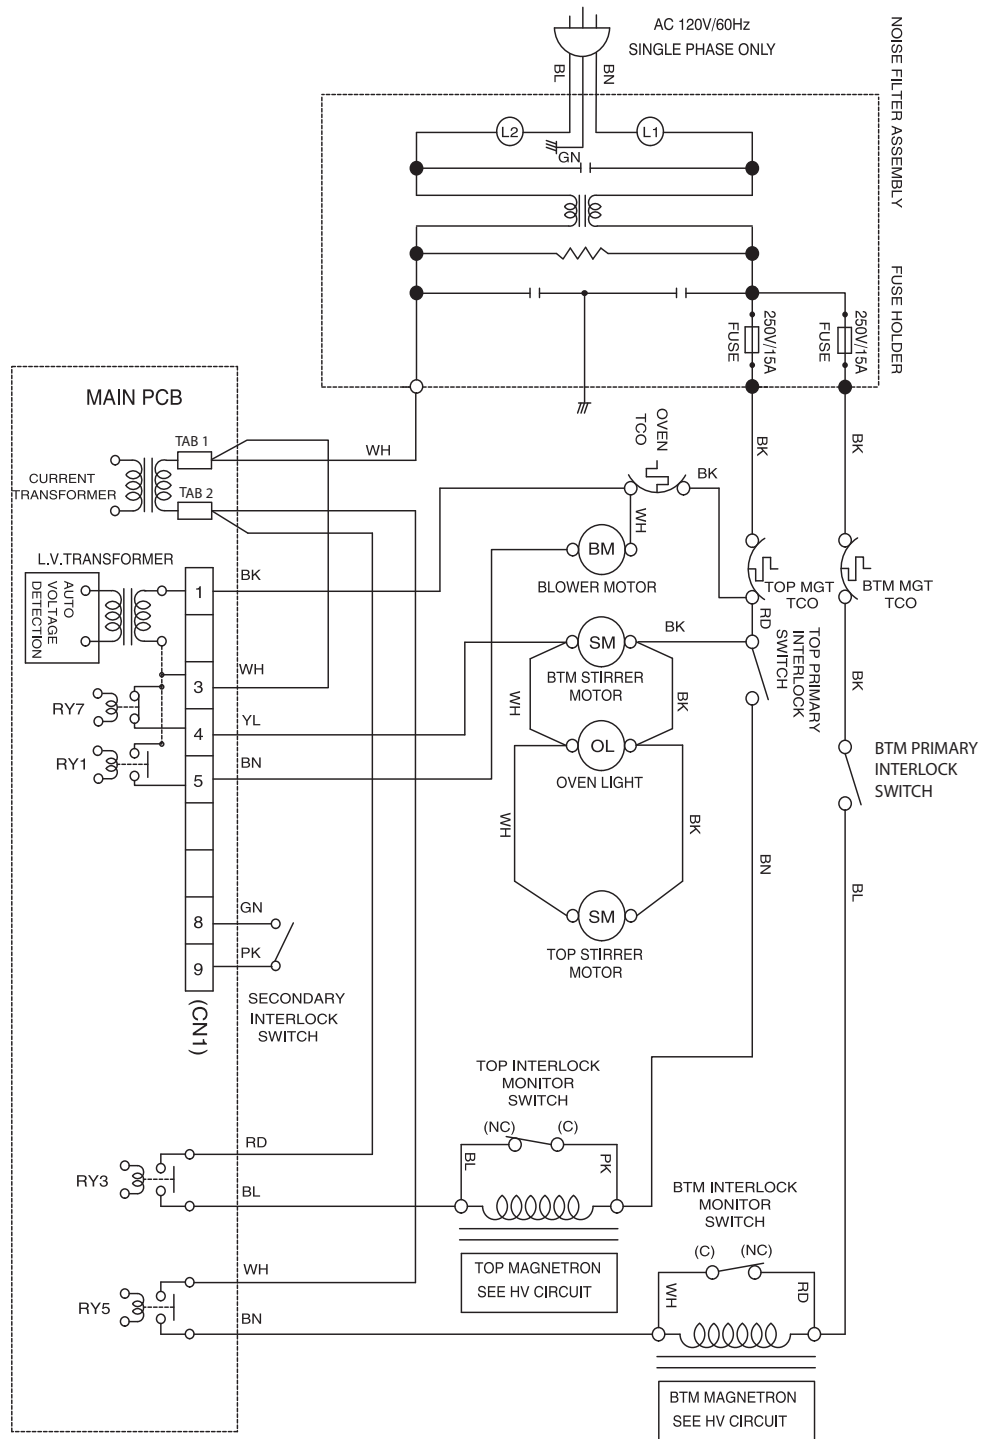 AC 120V/60Hz
SINGLE PHASE ONLY
BL
BN
NOISE FILTER ASSEMBLY
L2
L1
GN
FUSE HOLDER
250V/15A
FUSE
250V/15A
FUSE
MAIN PCB
TAB 1
WH
CURRENT
TRANSFORMER
TAB 2
OVEN
TCO
BK
BK
BK
WH
L.V.TRANSFORMER
AUTO
VOLTAGE
DETECTION
1
BK
BM
BLOWER MOTOR
TOP MGT
TCO
BTM MGT
TCO
RD
WH
3
RY7
4
YL
SM
BK
BTM STIRRER
MOTOR
TOP PRIMARY
INTERLOCK
SWITCH
BK
WH
BK
RY1
5
BN
OL
OVEN LIGHT
BTM PRIMARY
INTERLOCK
SWITCH
WH
BK
BN
BL
8
GN
SM
TOP STIRRER
MOTOR
9
PK
(CN1)
SECONDARY
INTERLOCK
SWITCH
TOP INTERLOCK
MONITOR
SWITCH
(NC)
(C)
RD
BL
PK
RY3
BL
BTM INTERLOCK
MONITOR
SWITCH
(C)
(NC)
TOP MAGNETRON
SEE HV CIRCUIT
WH
WH
RD
RY5
BN
BTM MAGNETRON
SEE HV CIRCUIT